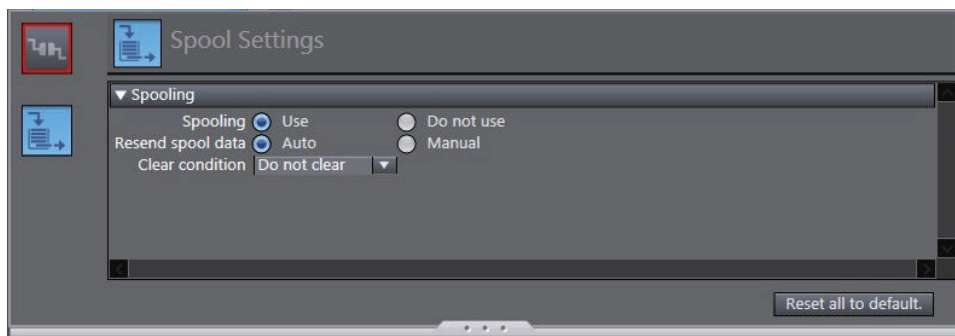 Spool Settings
▼ Spooling
Spooling Use Do not use
Resend spool data Auto Manual
Clear condition Do not clear
Reset all to default.